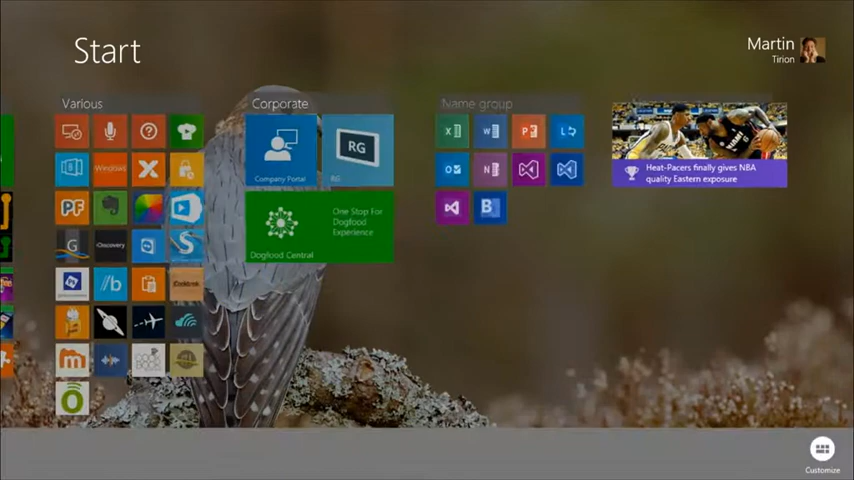 Start
Martin
Tirion
Various
Corporate
Name group
Windows
PF
G
Discovery
S
Company Portal
RG
RG
One Stop For
Dogfood
Experience
Dogfood Central
X
W
P
L
O
N
B
Heat-Pacers finally gives NBA
quality Eastern exposure
MIAMI
Customize